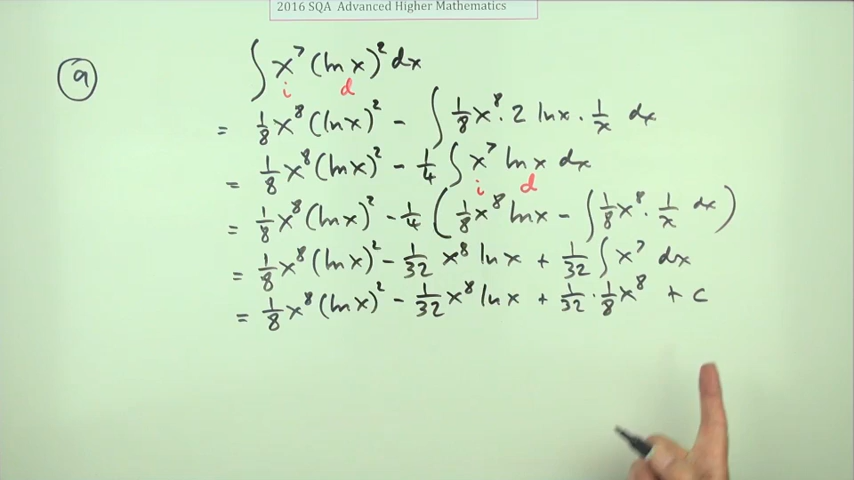 2016 SQA Advanced Higher Mathematics
9 ∫ x⁷ (ln x)² dx
i d
= 1/8 x⁸ (ln x)² - ∫ 1/8 x⁸ · 2 ln x · 1/x dx
= 1/8 x⁸ (ln x)² - 1/4 ∫ x⁷ ln x dx
i d
= 1/8 x⁸ (ln x)² - 1/4 ( 1/8 x⁸ ln x - ∫ 1/8 x⁸ · 1/x dx )
= 1/8 x⁸ (ln x)² - 1/32 x⁸ ln x + 1/32 ∫ x⁷ dx
= 1/8 x⁸ (ln x)² - 1/32 x⁸ ln x + 1/32 · 1/8 x⁸ + c